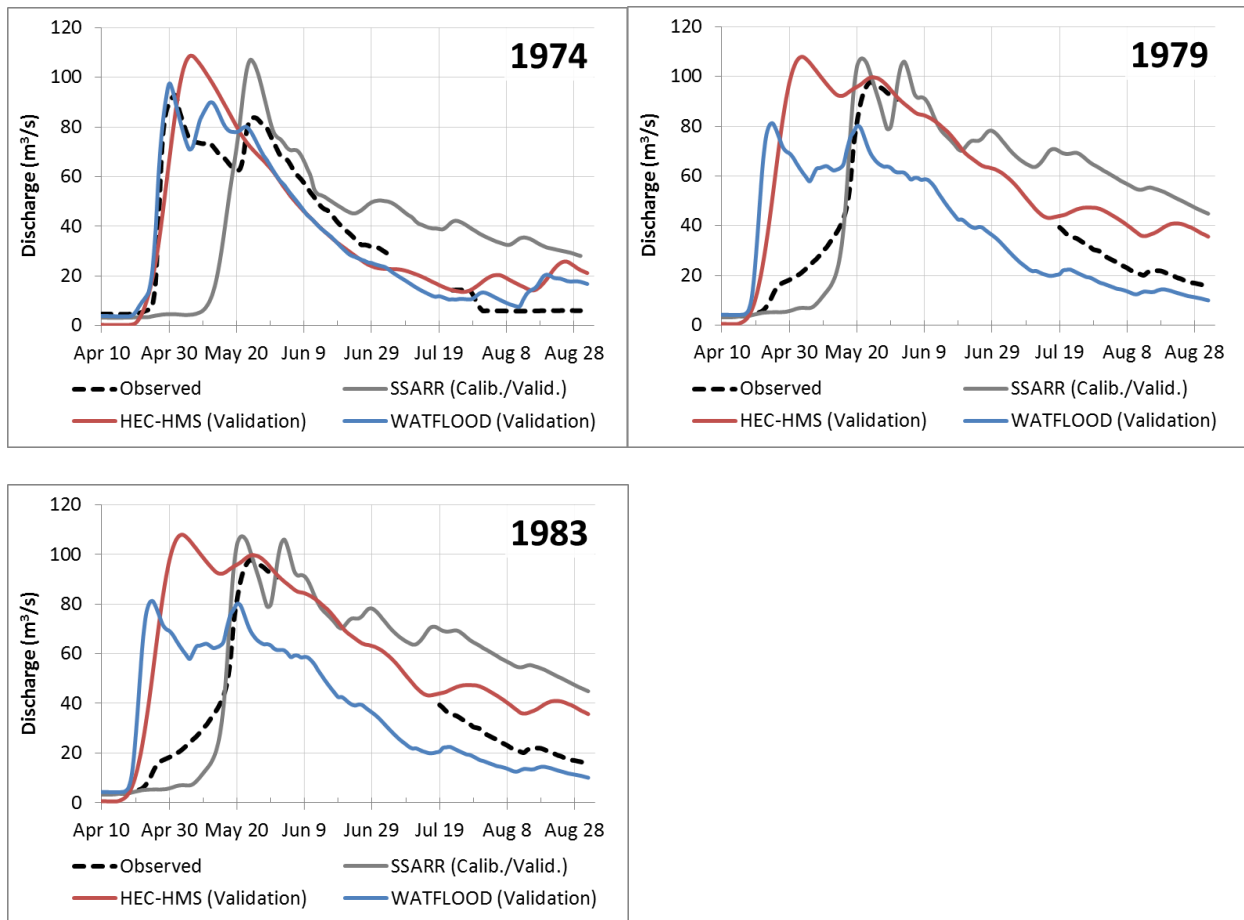 1974
Discharge (m³/s)
120
100
80
60
40
20
0
Apr 10 Apr 30 May 20 Jun 9 Jun 29 Jul 19 Aug 8 Aug 28
Observed SSARR (Calib./Valid.)
HEC-HMS (Validation) WATFLOOD (Validation)
1979
Discharge (m³/s)
120
100
80
60
40
20
0
Apr 10 Apr 30 May 20 Jun 9 Jun 29 Jul 19 Aug 8 Aug 28
Observed SSARR (Calib./Valid.)
HEC-HMS (Validation) WATFLOOD (Validation)
1983
Discharge (m³/s)
120
100
80
60
40
20
0
Apr 10 Apr 30 May 20 Jun 9 Jun 29 Jul 19 Aug 8 Aug 28
Observed SSARR (Calib./Valid.)
HEC-HMS (Validation) WATFLOOD (Validation)